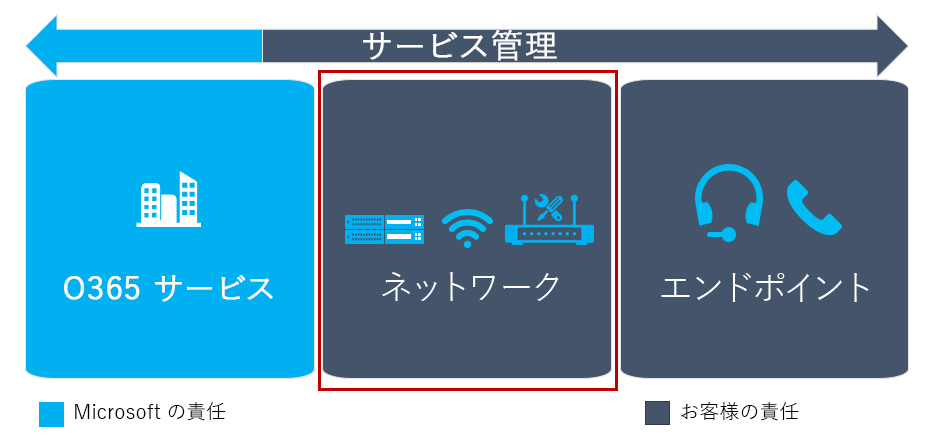 サービス管理
O365 サービス
ネットワーク
エンドポイント
Microsoft の責任
お客様の責任